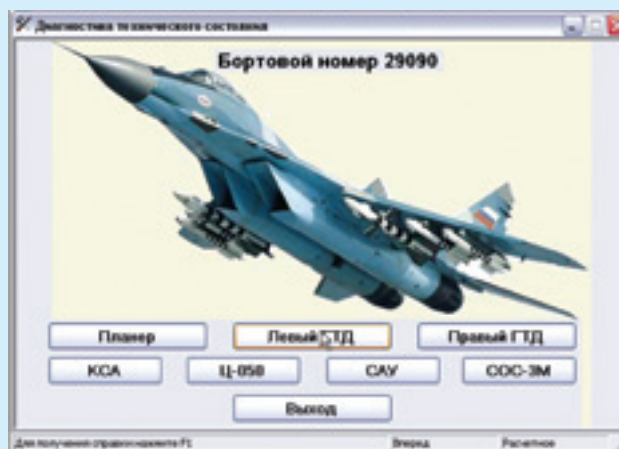 Диагностика технического состояния
Бортовой номер 29090
Планер Левый ГТД Правый ГТД
КСА Ц-050 САУ СОС-3М
Выход
Для получения справки нажмите F1 Вперед Расчетное